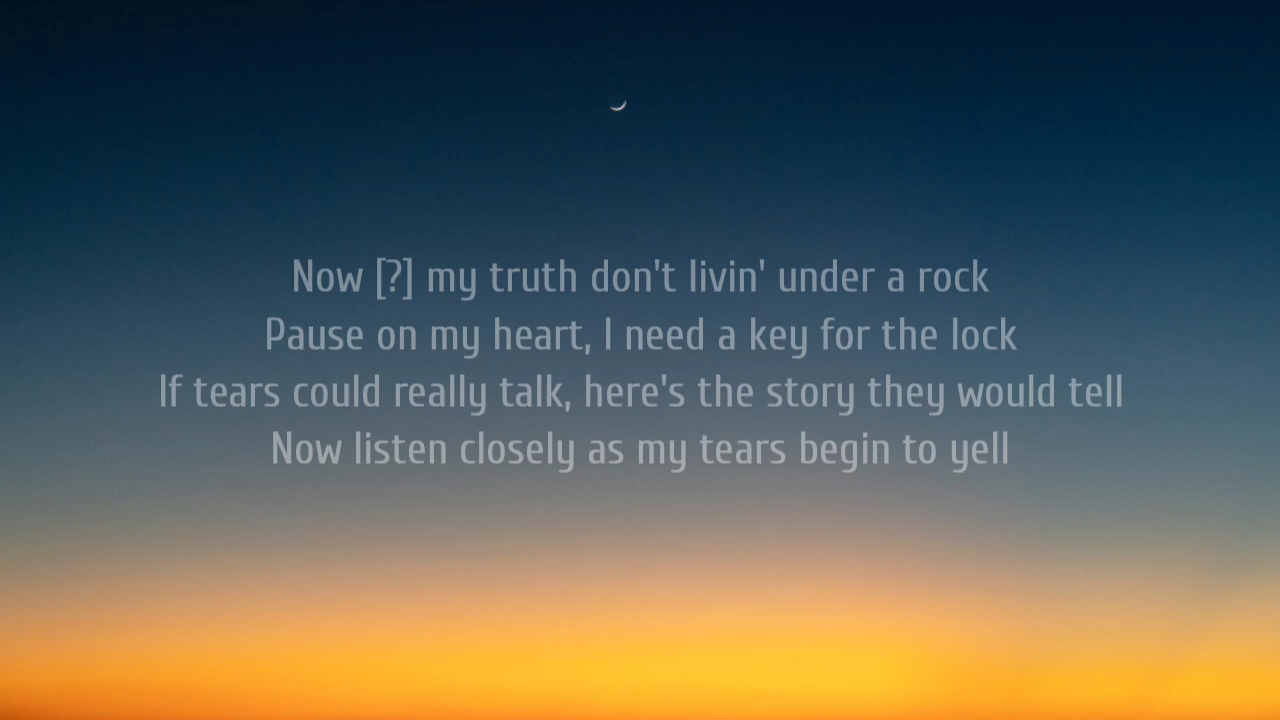 Now [?] my truth don't livin' under a rock
Pause on my heart, I need a key for the lock
If tears could really talk, here's the story they would tell
Now listen closely as my tears begin to yell